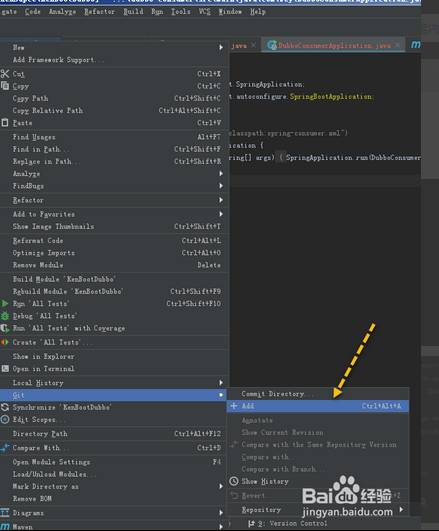 gate Code Analyze Refactor Build Run Tools VCS Window Help
java × DubboConsumerApplication.java ×
New
Add Framework Support...
Cut Ctrl+X
Copy Ctrl+C
Copy Path Ctrl+Shift+C
Copy Relative Path Ctrl+Alt+Shift+C
Paste Ctrl+V
Find Usages Alt+F7
Find in Path... Ctrl+Shift+F
Replace in Path... Ctrl+Shift+R
Analyze
FindBugs
Refactor
Add to Favorites
Show Image Thumbnails Ctrl+Shift+T
Reformat Code Ctrl+Alt+L
Optimize Imports Ctrl+Alt+O
Remove Module Delete
Build Module 'KenBootDubbo'
Rebuild Module 'KenBootDubbo' Ctrl+Shift+F9
Run 'All Tests' Ctrl+Shift+F10
Debug 'All Tests'
Run 'All Tests' with Coverage
Create 'All Tests'...
Show in Explorer
Open in Terminal
Local History
Git
Synchronize 'KenBootDubbo'
Edit Scopes...
Directory Path Ctrl+Alt+F12
Compare With... Ctrl+D
Open Module Settings F4
Load/Unload Modules...
Mark Directory as
Remove BOM
Diagrams
Maven
t.SpringApplication;
t.autoconfigure.SpringBootApplication;
classpath:spring-consumer.xml")
ication {
ring[] args) { SpringApplication.run(DubboConsumer
Commit Directory...
Add Ctrl+Alt+A
Annotate
Show Current Revision
Compare with the Same Repository Version
Compare with...
Compare with Branch...
Show History
Revert...
Repository
2: Version Control
Bai du 经验
jingyan.baidu.com